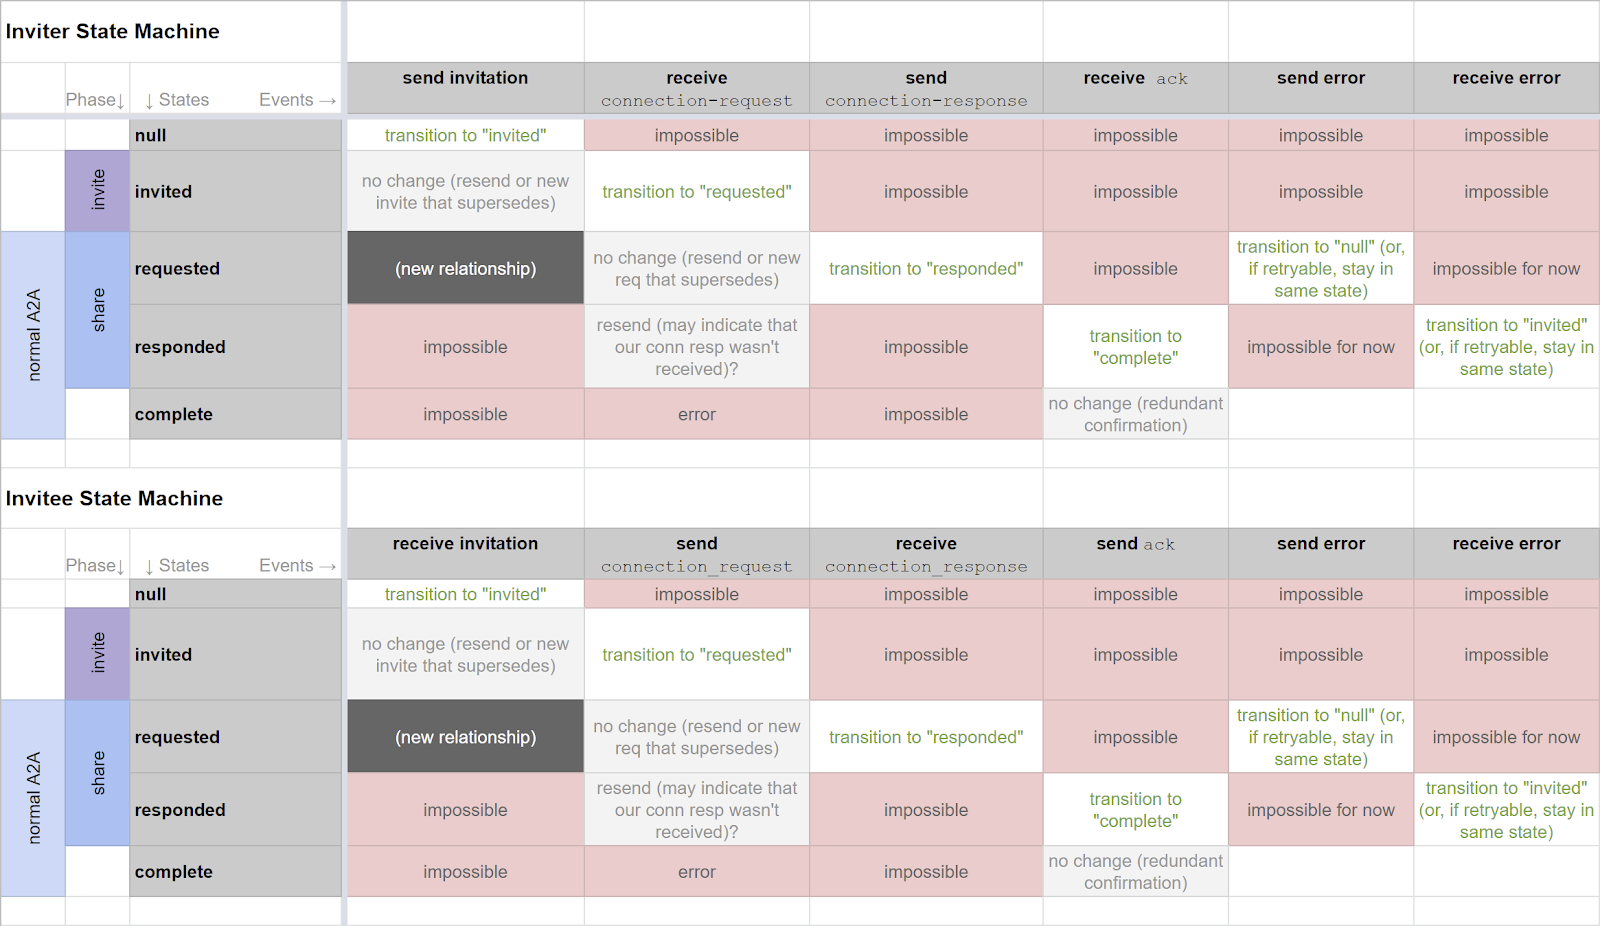 Inviter State Machine
send invitation
receive
connection-request
send
connection-response
receive ack
send error
receive error
Phase↓
↓ States
Events →
null
transition to "invited"
impossible
impossible
impossible
impossible
impossible
invite
invited
no change (resend or new
invite that supersedes)
transition to "requested"
impossible
impossible
impossible
impossible
normal A2A
share
requested
(new relationship)
no change (resend or new
req that supersedes)
transition to "responded"
impossible
transition to "null" (or,
if retryable, stay in
same state)
impossible for now
responded
impossible
resend (may indicate that
our conn resp wasn't
received)?
impossible
transition to
"complete"
impossible for now
transition to "invited"
(or, if retryable, stay in
same state)
complete
impossible
error
impossible
no change (redundant
confirmation)
Invitee State Machine
receive invitation
send
connection_request
receive
connection_response
send ack
send error
receive error
Phase↓
↓ States
Events →
null
transition to "invited"
impossible
impossible
impossible
impossible
impossible
invite
invited
no change (resend or new
invite that supersedes)
transition to "requested"
impossible
impossible
impossible
impossible
normal A2A
share
requested
(new relationship)
no change (resend or new
req that supersedes)
transition to "responded"
impossible
transition to "null" (or,
if retryable, stay in
same state)
impossible for now
responded
impossible
resend (may indicate that
our conn resp wasn't
received)?
impossible
transition to
"complete"
impossible for now
transition to "invited"
(or, if retryable, stay in
same state)
complete
impossible
error
impossible
no change (redundant
confirmation)